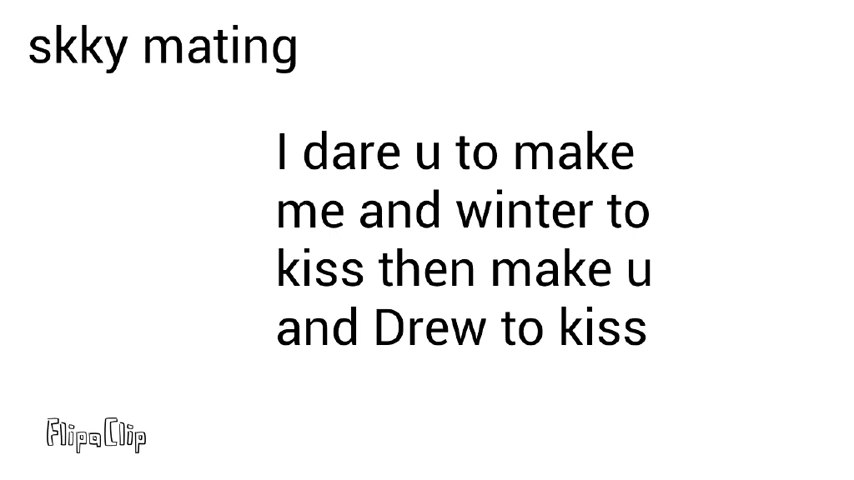 skky mating
I dare u to make
me and winter to
kiss then make u
and Drew to kiss
FlipaClip